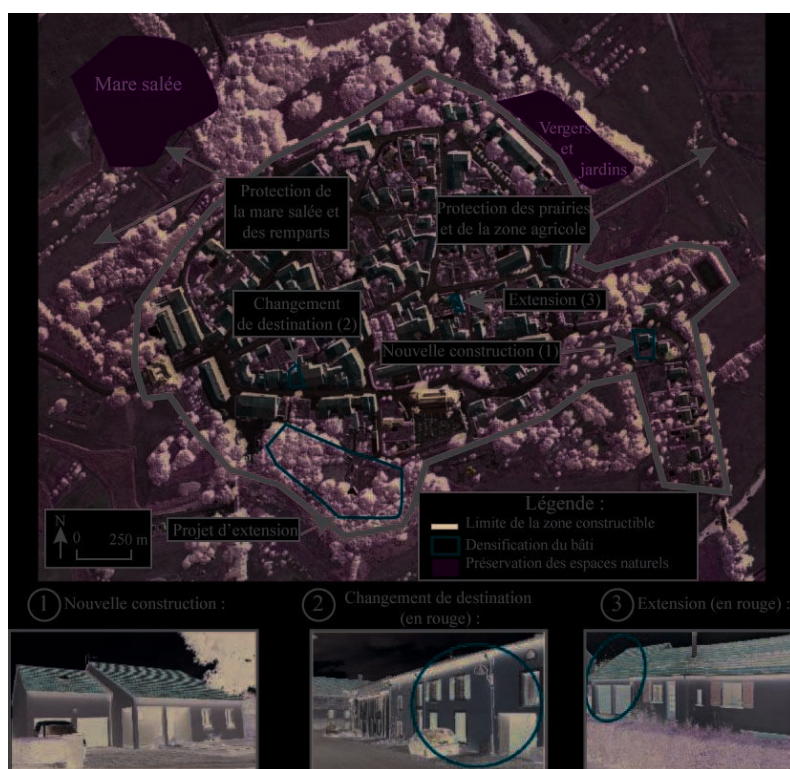 Mare salée
Vergers
et
jardins
Protection de
la mare salée et
des remparts
Protection des prairies
et de la zone agricole
Changement
de destination (2)
Extension (3)
Nouvelle construction (1)
Projet d'extension
N
0 250 m
Légende :
Limite de la zone constructible
Densification du bâti
Préservation des espaces naturels
1 Nouvelle construction :
2 Changement de destination
(en rouge) :
3 Extension (en rouge) :